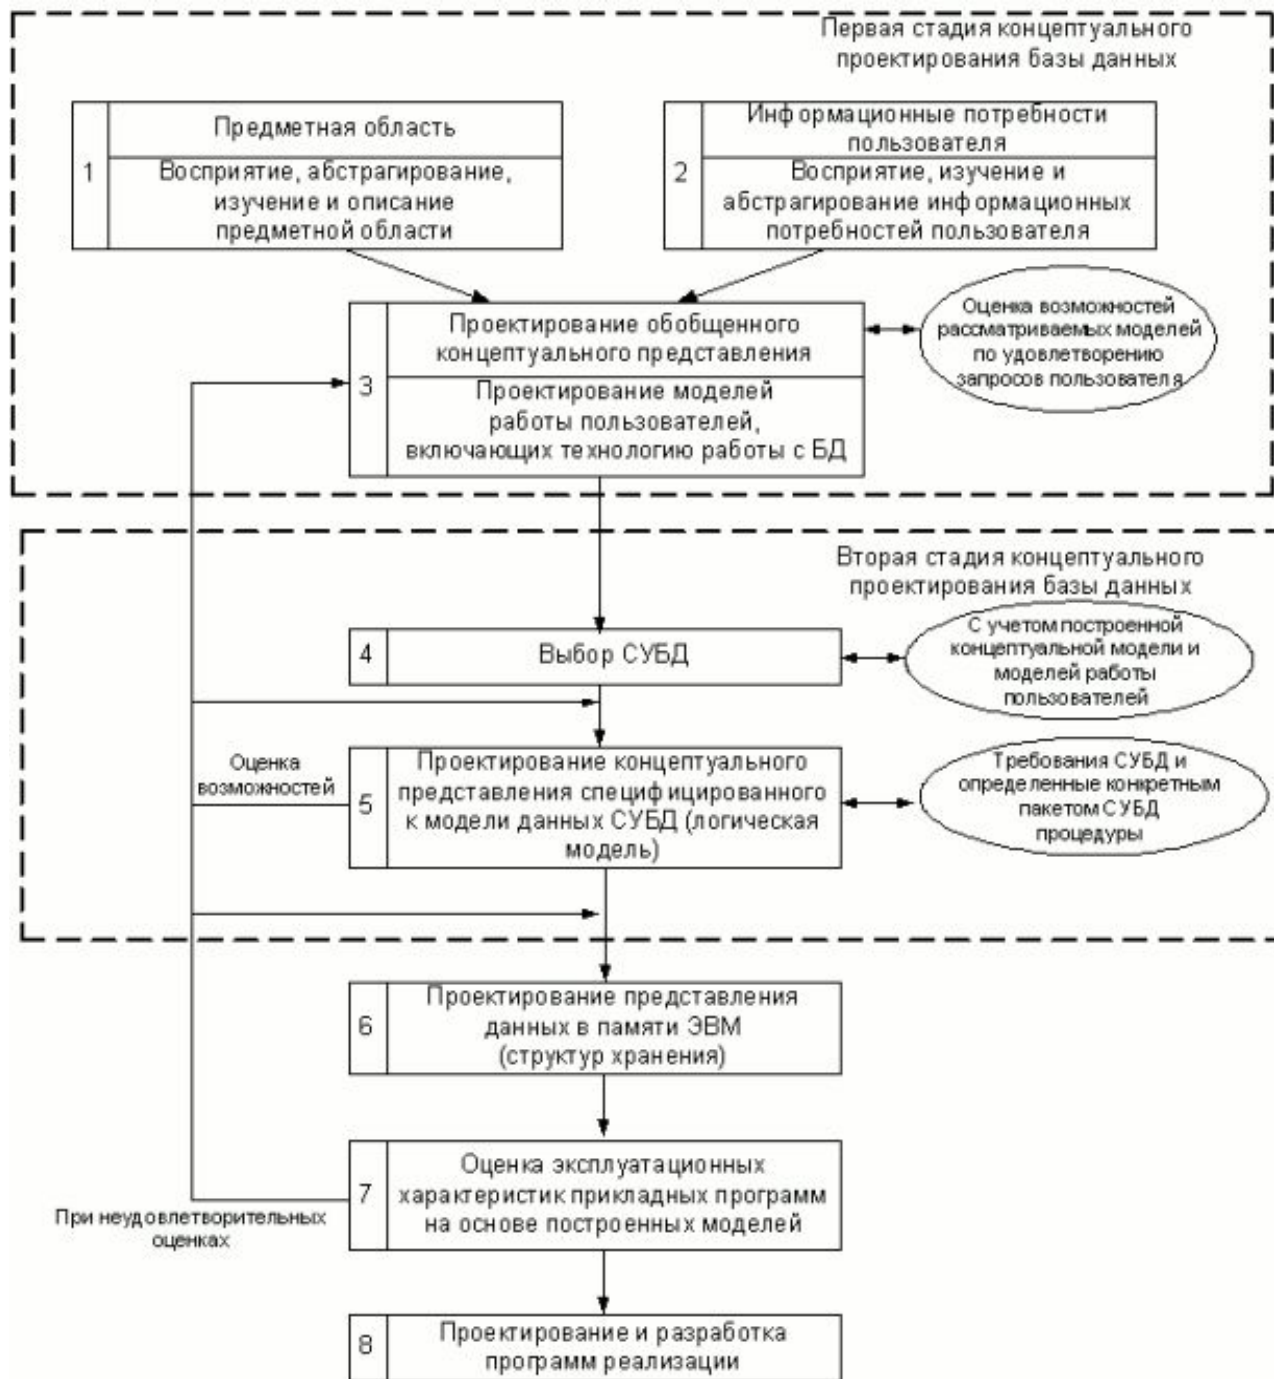 Первая стадия концептуального
проектирования базы данных
1
Предметная область
Восприятие, абстрагирование,
изучение и описание
предметной области
2
Информационные потребности
пользователя
Восприятие, изучение и
абстрагирование информационных
потребностей пользователя
3
Проектирование обобщенного
концептуального представления
Проектирование моделей
работы пользователей,
включающих технологию работы с БД
Оценка возможностей
рассматриваемых моделей
по удовлетворению
запросов пользователя
Вторая стадия концептуального
проектирования базы данных
4
Выбор СУБД
С учетом построенной
концептуальной модели и
моделей работы
пользователей
Оценка
возможностей
5
Проектирование концептуального
представления специфицированного
к модели данных СУБД (логическая
модель)
Требования СУБД и
определенные конкретным
пакетом СУБД
процедуры
6
Проектирование представления
данных в памяти ЭВМ
(структур хранения)
7
Оценка эксплуатационных
характеристик прикладных программ
на основе построенных моделей
При неудовлетворительных
оценках
8
Проектирование и разработка
программ реализации